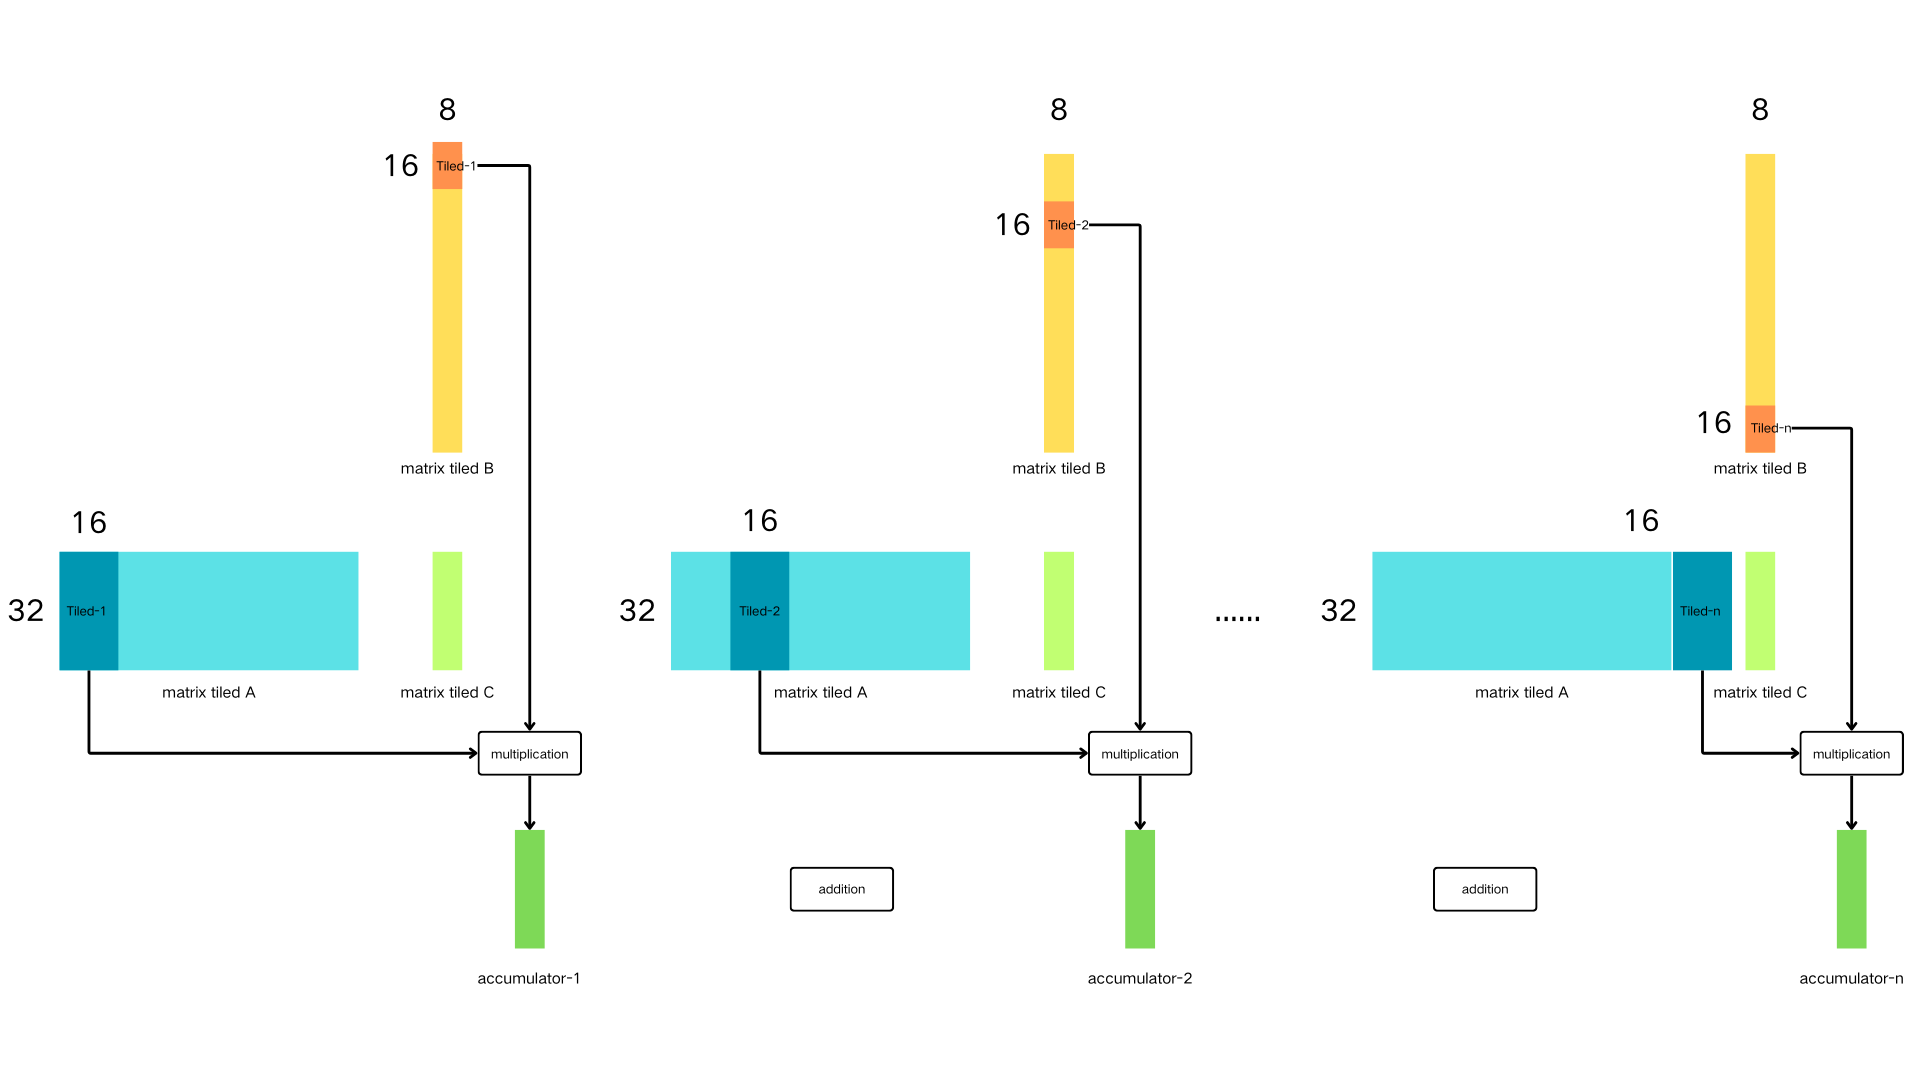 8
16
Tiled-1
matrix tiled B
16
32
Tiled-1
matrix tiled A
matrix tiled C
multiplication
accumulator-1
8
16
Tiled-2
matrix tiled B
16
32
Tiled-2
matrix tiled A
matrix tiled C
multiplication
addition
accumulator-2
......
8
16
Tiled-n
matrix tiled B
16
32
Tiled-n
matrix tiled A
matrix tiled C
multiplication
addition
accumulator-n